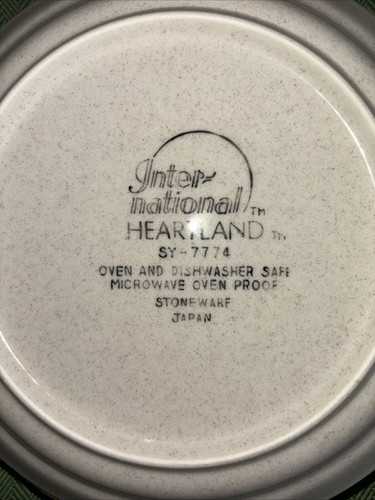 Inter-
national TM
HEARTLAND TM
SY-7774
OVEN AND DISHWASHER SAFE
MICROWAVE OVEN PROOF
STONEWARE
JAPAN